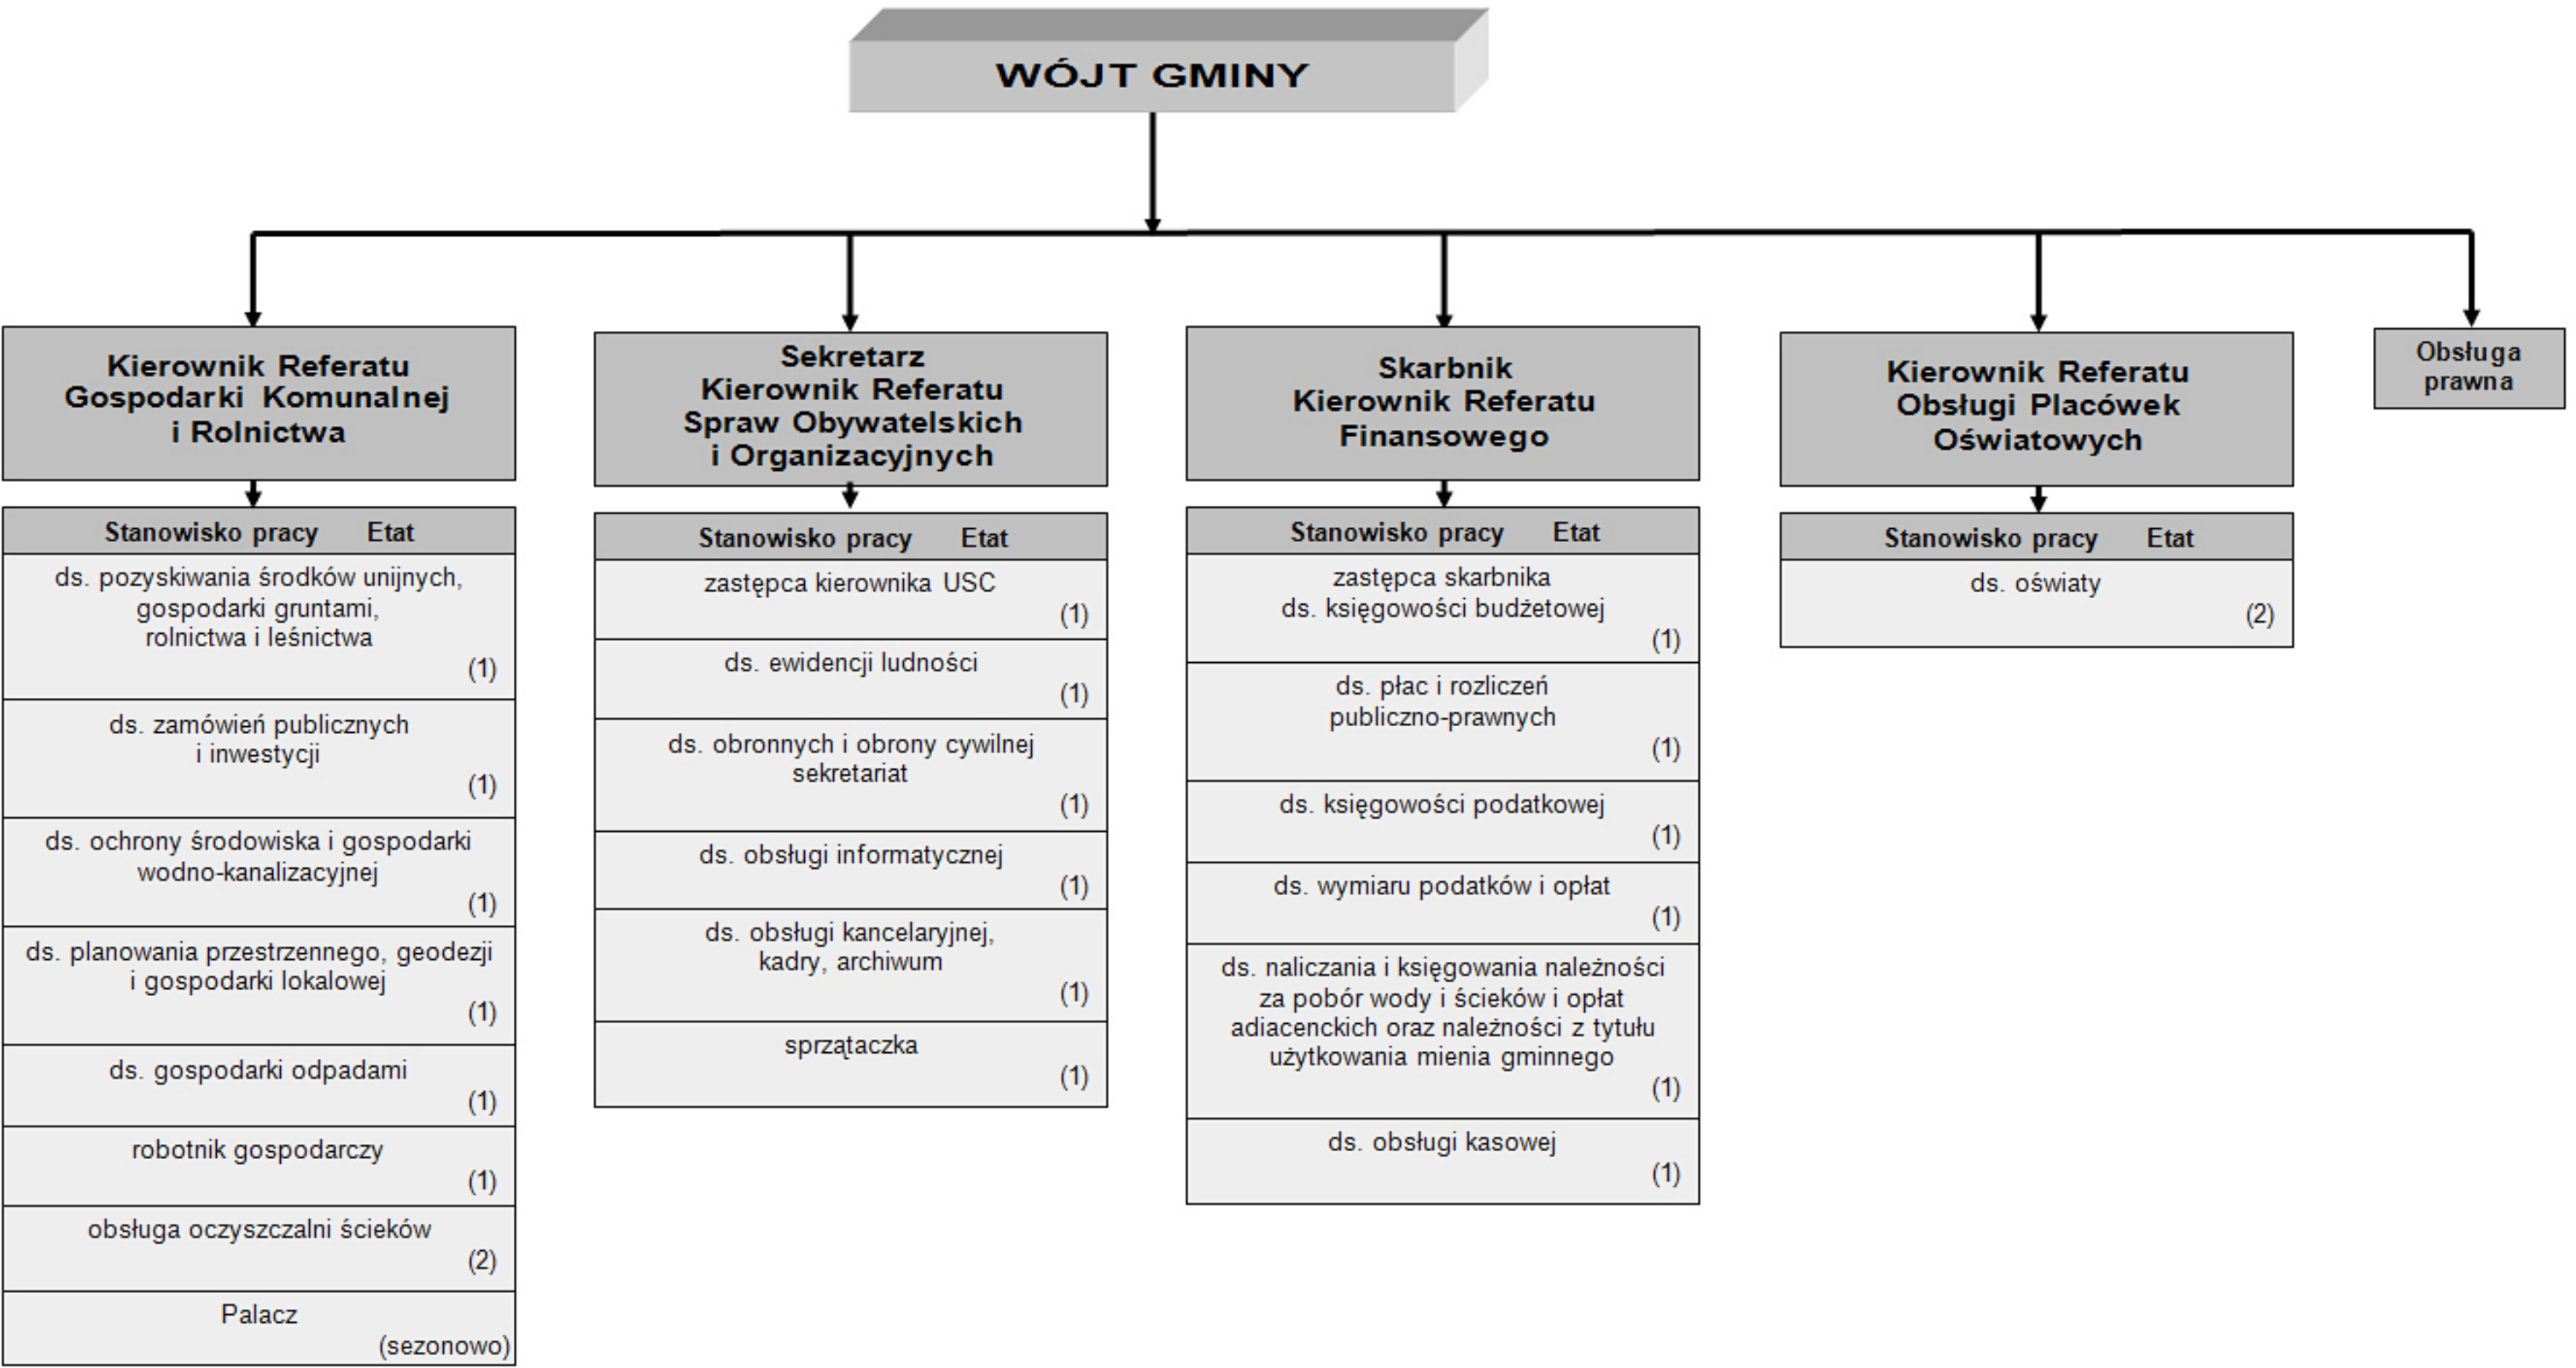 WÓJT GMINY
Kierownik Referatu
Gospodarki Komunalnej
i Rolnictwa
Stanowisko pracy Etat
ds. pozyskiwania środków unijnych,
gospodarki gruntami,
rolnictwa i leśnictwa
(1)
ds. zamówień publicznych
i inwestycji
(1)
ds. ochrony środowiska i gospodarki
wodno-kanalizacyjnej
(1)
ds. planowania przestrzennego, geodezji
i gospodarki lokalowej
(1)
ds. gospodarki odpadami
(1)
robotnik gospodarczy
(1)
obsługa oczyszczalni ścieków
(2)
Palacz
(sezonowo)
Sekretarz
Kierownik Referatu
Spraw Obywatelskich
i Organizacyjnych
Stanowisko pracy Etat
zastępca kierownika USC
(1)
ds. ewidencji ludności
(1)
ds. obronnych i obrony cywilnej
sekretariat
(1)
ds. obsługi informatycznej
(1)
ds. obsługi kancelaryjnej,
kadry, archiwum
(1)
sprzątaczka
(1)
Skarbnik
Kierownik Referatu
Finansowego
Stanowisko pracy Etat
zastępca skarbnika
ds. księgowości budżetowej
(1)
ds. płac i rozliczeń
publiczno-prawnych
(1)
ds. księgowości podatkowej
(1)
ds. wymiaru podatków i opłat
(1)
ds. naliczania i księgowania należności
za pobór wody i ścieków i opłat
adiacenckich oraz należności z tytułu
użytkowania mienia gminnego
(1)
ds. obsługi kasowej
(1)
Kierownik Referatu
Obsługi Placówek
Oświatowych
Stanowisko pracy Etat
ds. oświaty
(2)
Obsługa
prawna